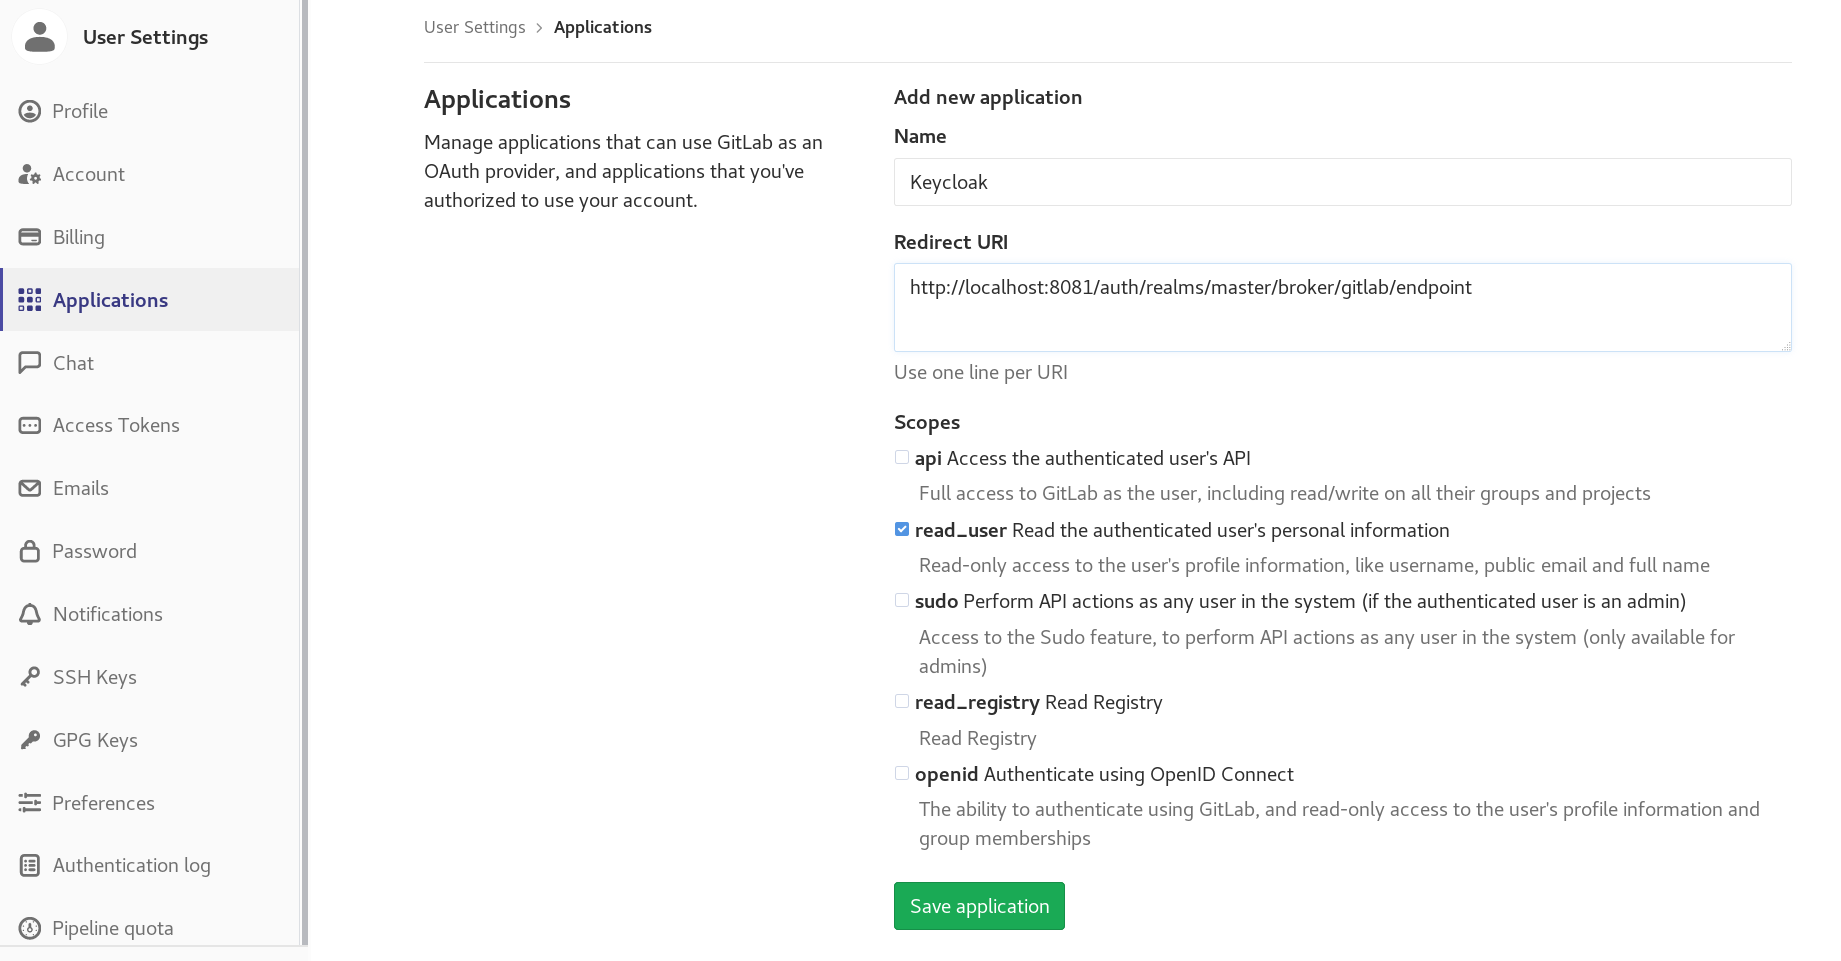 User Settings
Profile
Account
Billing
Applications
Chat
Access Tokens
Emails
Password
Notifications
SSH Keys
GPG Keys
Preferences
Authentication log
Pipeline quota
User Settings > Applications
Applications
Manage applications that can use GitLab as an
OAuth provider, and applications that you've
authorized to use your account.
Add new application
Name
Keycloak
Redirect URI
http://localhost:8081/auth/realms/master/broker/gitlab/endpoint
Use one line per URI
Scopes
api Access the authenticated user's API
Full access to GitLab as the user, including read/write on all their groups and projects
read_user Read the authenticated user's personal information
Read-only access to the user's profile information, like username, public email and full name
sudo Perform API actions as any user in the system (if the authenticated user is an admin)
Access to the Sudo feature, to perform API actions as any user in the system (only available for
admins)
read_registry Read Registry
Read Registry
openid Authenticate using OpenID Connect
The ability to authenticate using GitLab, and read-only access to the user's profile information and
group memberships
Save application